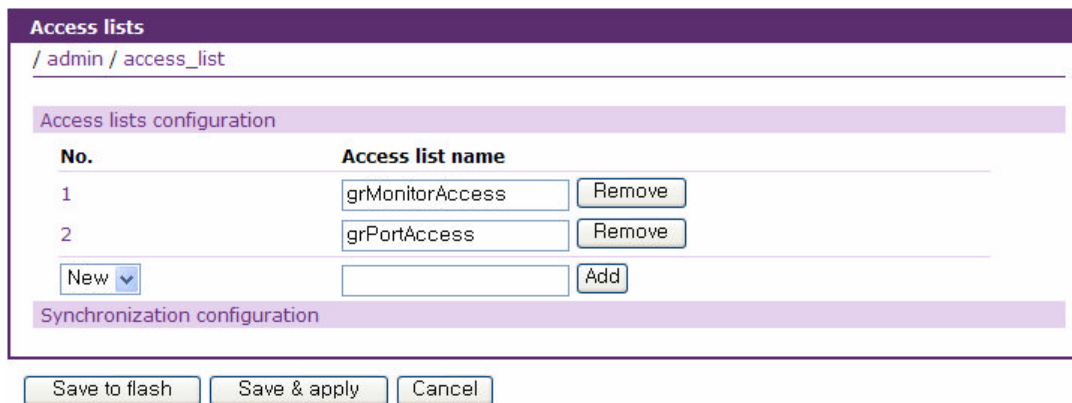 Access lists
/ admin / access_list
Access lists configuration
No. Access list name
1 grMonitorAccess Remove
2 grPortAccess Remove
New Add
Synchronization configuration
Save to flash Save & apply Cancel